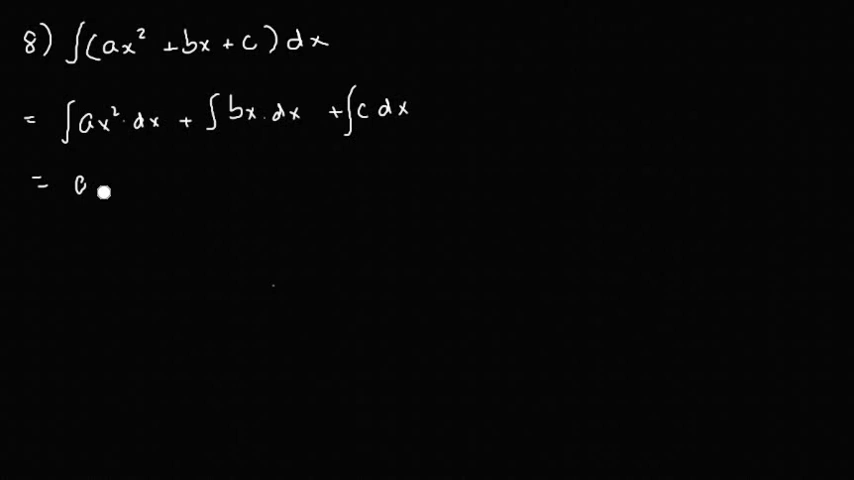 8) ∫(ax² + bx + c) dx
= ∫ax². dx + ∫bx. dx + ∫c dx
=